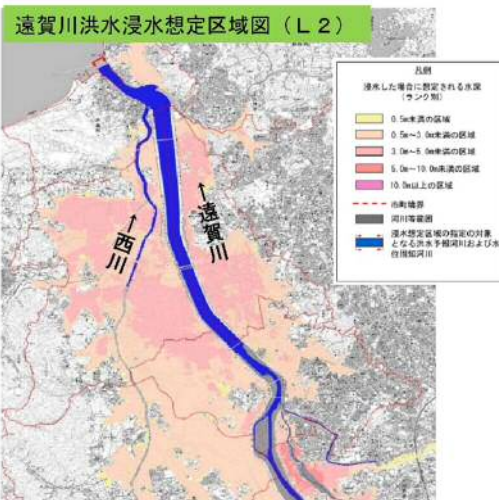 遠賀川洪水浸水想定区域図(L2)
凡例
浸水した場合に想定される水深
(ランク別)
0.5m未満の区域
0.5m~3.0m未満の区域
3.0m~5.0m未満の区域
5.0m~10.0m未満の区域
10.0m以上の区域
市町境界
河川等範囲
浸水想定区域の指定の対象
となる洪水予報河川および水
位周知河川
←遠賀川
←西川